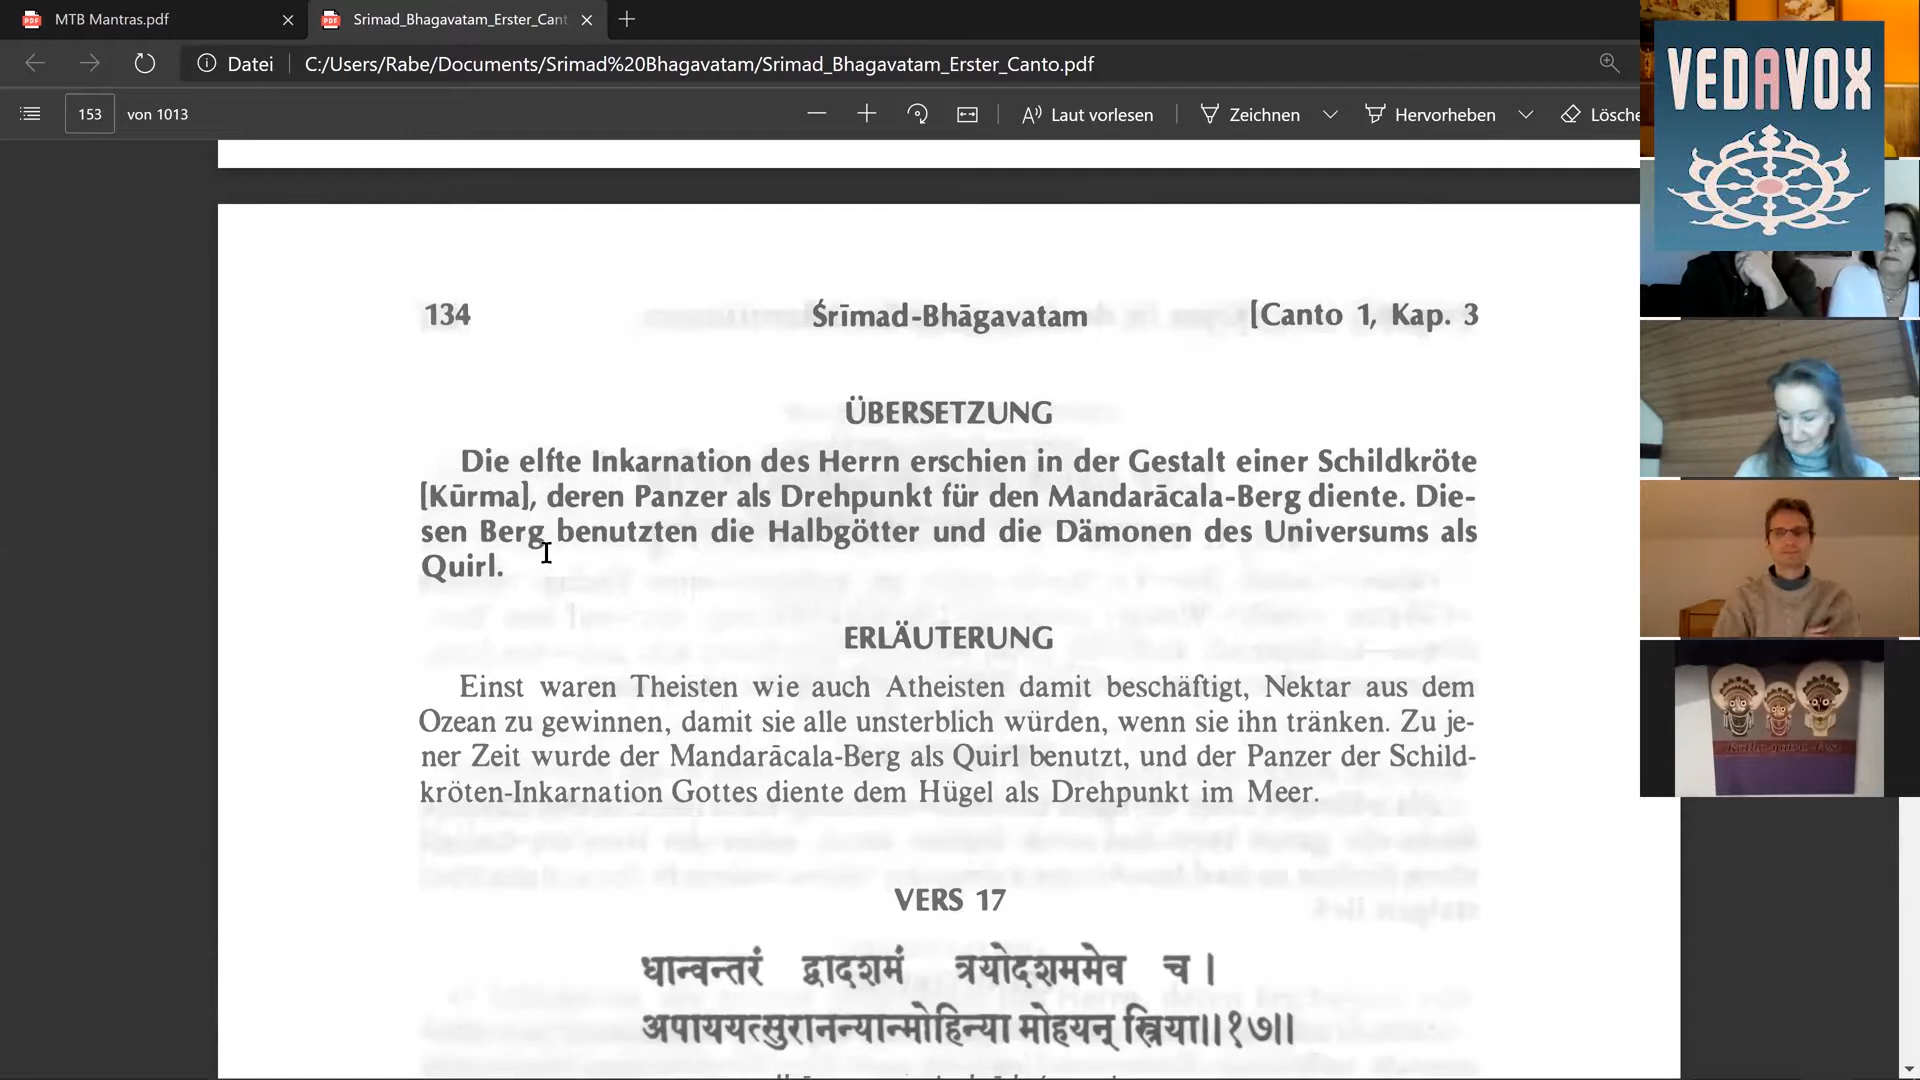 MTB Mantras.pdf
Srimad_Bhagavatam_Erster_Cant
Datei
C:/Users/Rabe/Documents/Srimad%20Bhagavatam/Srimad_Bhagavatam_Erster_Canto.pdf
153 von 1013
Laut vorlesen
Zeichnen
Hervorheben
Lösche
VEDAVOX
134 Śrīmad-Bhāgavatam [Canto 1, Kap. 3
ÜBERSETZUNG
Die elfte Inkarnation des Herrn erschien in der Gestalt einer Schildkröte
[Kūrma], deren Panzer als Drehpunkt für den Mandarācala-Berg diente. Die-
sen Berg benutzten die Halbgötter und die Dämonen des Universums als
Quirl.
ERLÄUTERUNG
Einst waren Theisten wie auch Atheisten damit beschäftigt, Nektar aus dem
Ozean zu gewinnen, damit sie alle unsterblich würden, wenn sie ihn tränken. Zu je-
ner Zeit wurde der Mandarācala-Berg als Quirl benutzt, und der Panzer der Schild-
kröten-Inkarnation Gottes diente dem Hügel als Drehpunkt im Meer.
VERS 17
धान्वन्तरं द्वादशमं त्रयोदशममेव च ।
अपाययत्सुरानन्यान्मोहिन्या मोहयन् स्त्रिया॥१७॥